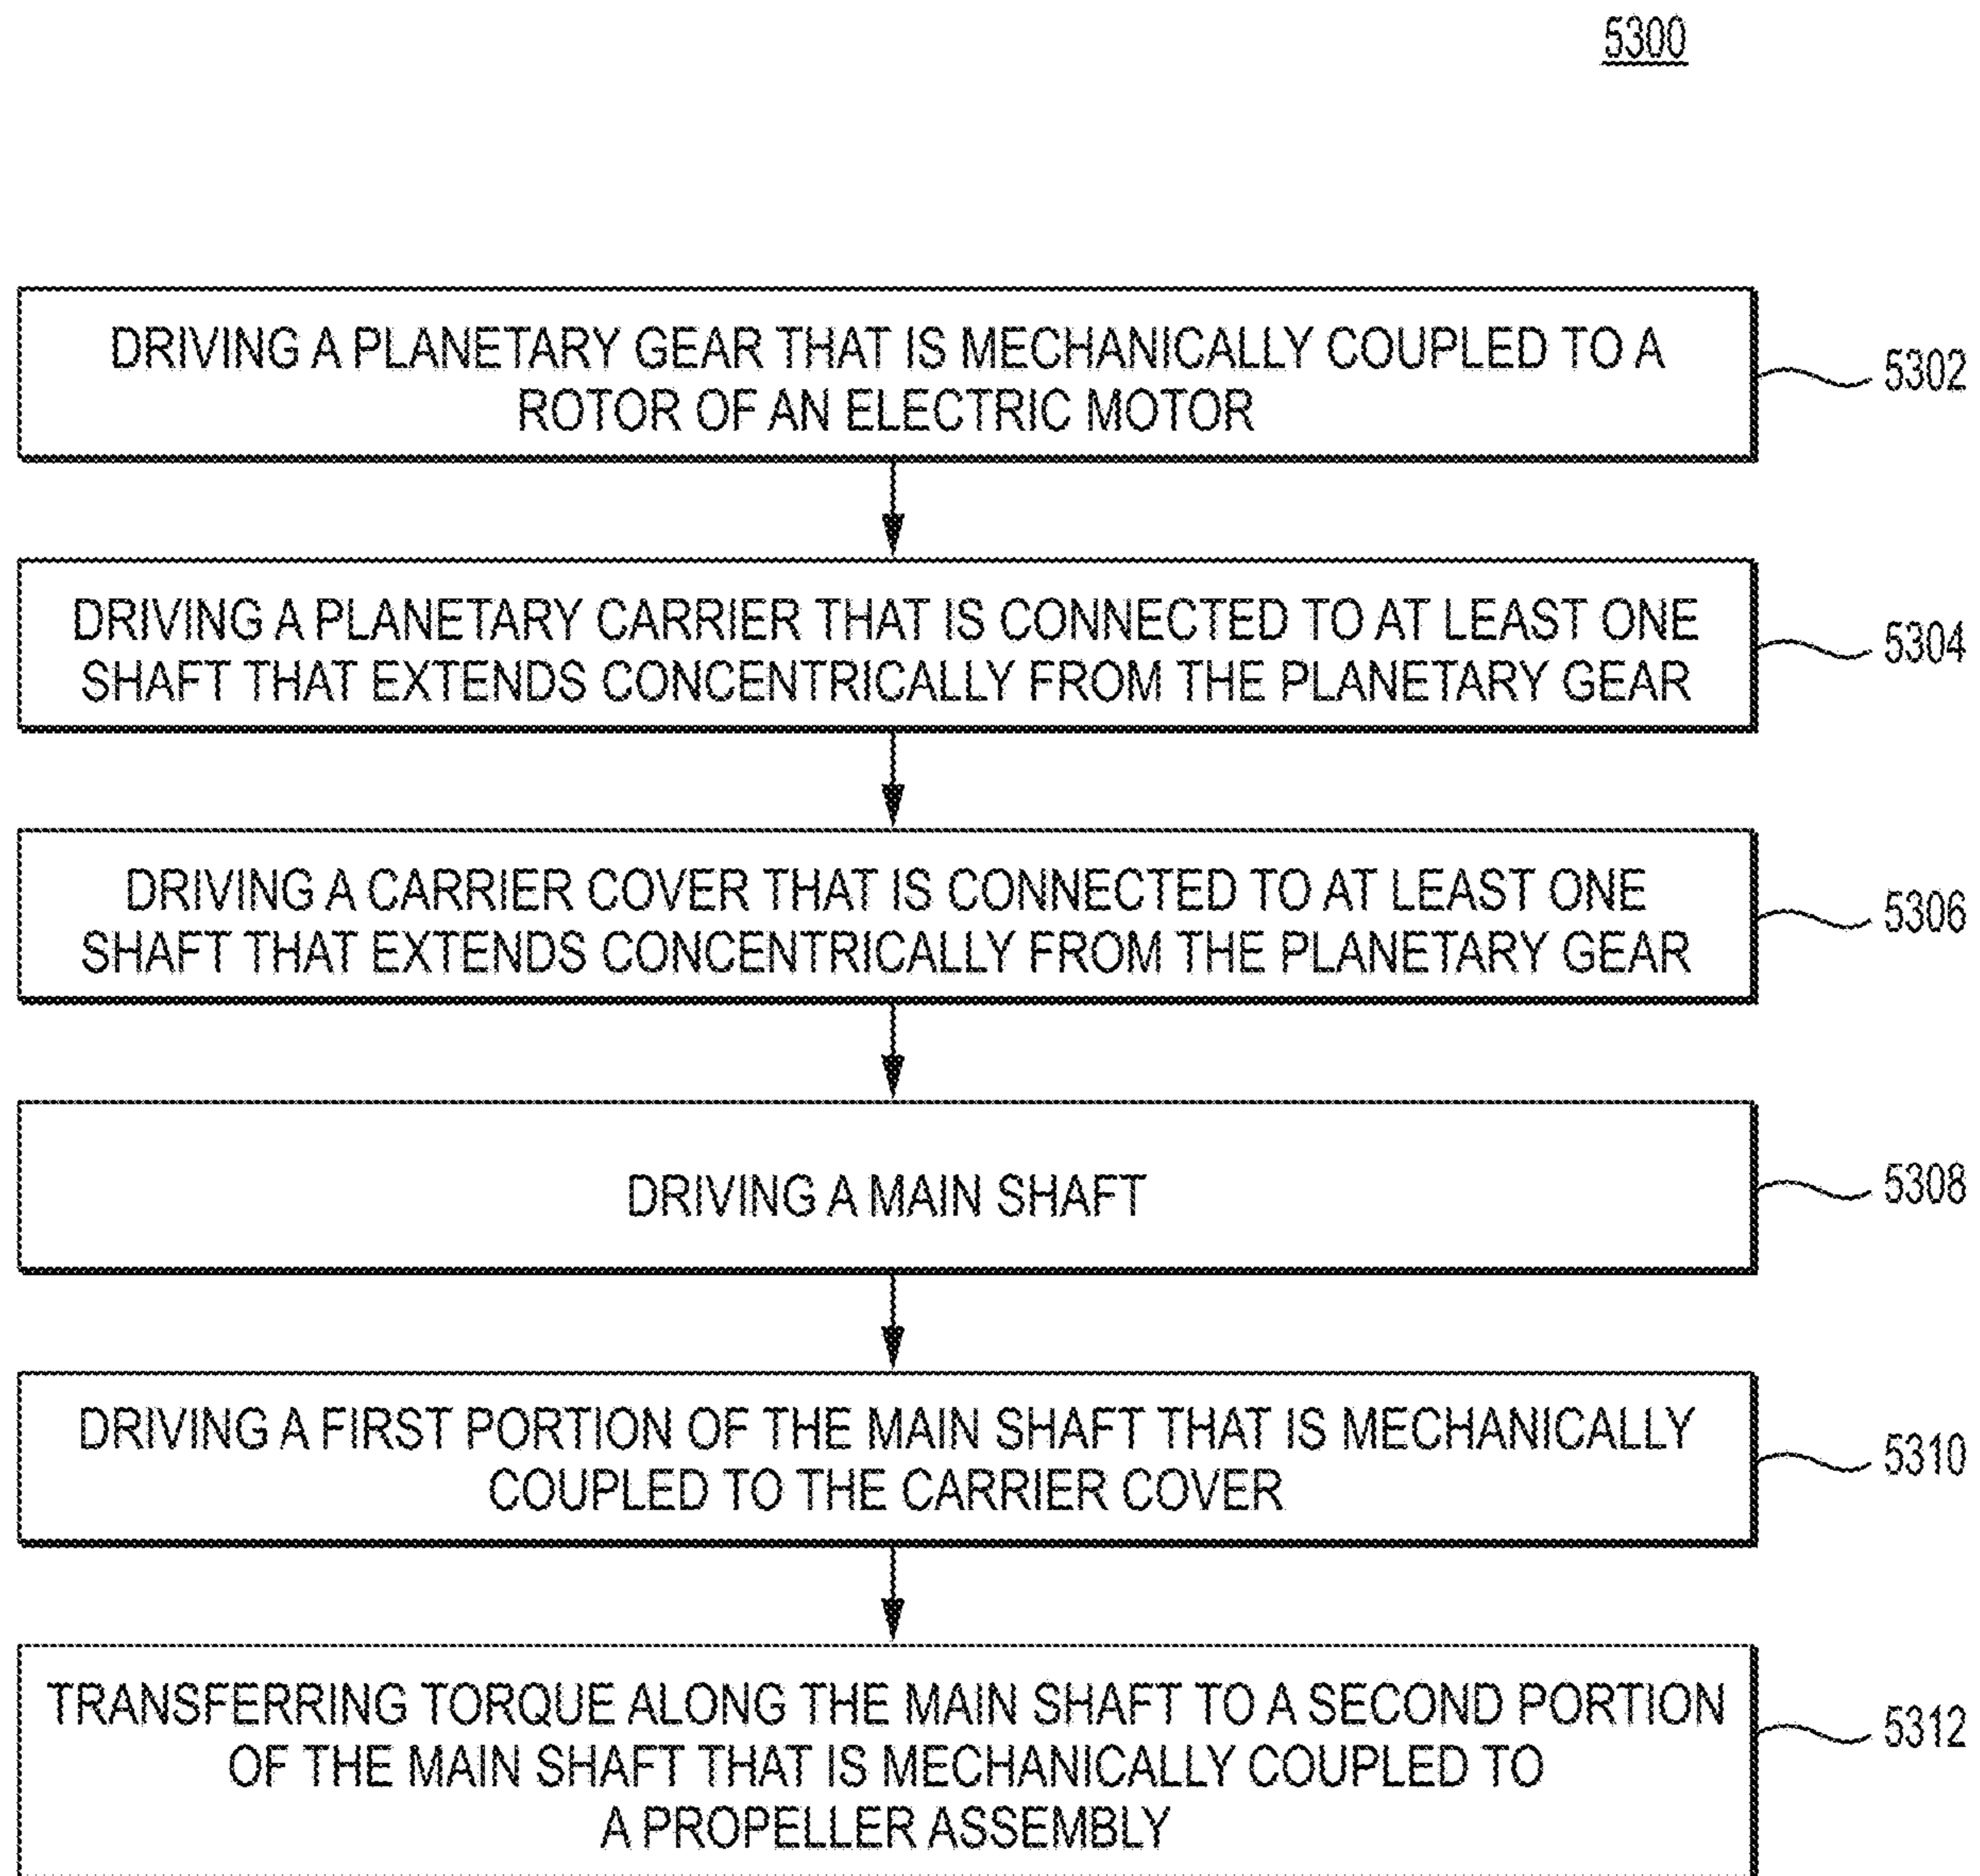 5300
DRIVING A PLANETARY GEAR THAT IS MECHANICALLY COUPLED TO A
ROTOR OF AN ELECTRIC MOTOR
5302
DRIVING A PLANETARY CARRIER THAT IS CONNECTED TO AT LEAST ONE
SHAFT THAT EXTENDS CONCENTRICALLY FROM THE PLANETARY GEAR
5304
DRIVING A CARRIER COVER THAT IS CONNECTED TO AT LEAST ONE
SHAFT THAT EXTENDS CONCENTRICALLY FROM THE PLANETARY GEAR
5306
DRIVING A MAIN SHAFT
5308
DRIVING A FIRST PORTION OF THE MAIN SHAFT THAT IS MECHANICALLY
COUPLED TO THE CARRIER COVER
5310
TRANSFERRING TORQUE ALONG THE MAIN SHAFT TO A SECOND PORTION
OF THE MAIN SHAFT THAT IS MECHANICALLY COUPLED TO
A PROPELLER ASSEMBLY
5312